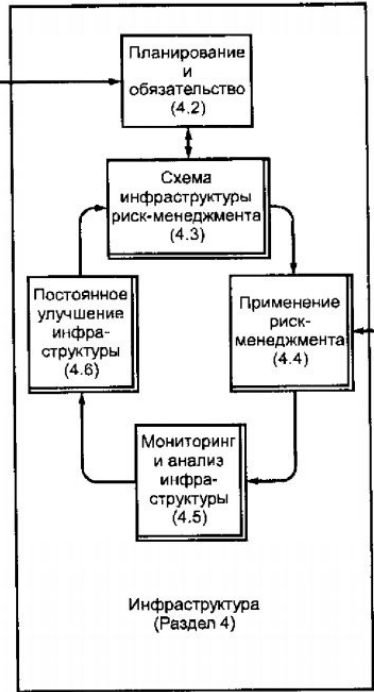 Планирование
и
обязательство
(4.2)
Схема
инфраструктуры
риск-менеджмента
(4.3)
Постоянное
улучшение
инфра-
структуры
(4.6)
Применение
риск-
менеджмента
(4.4)
Мониторинг
и анализ
инфра-
структуры
(4.5)
Инфраструктура
(Раздел 4)